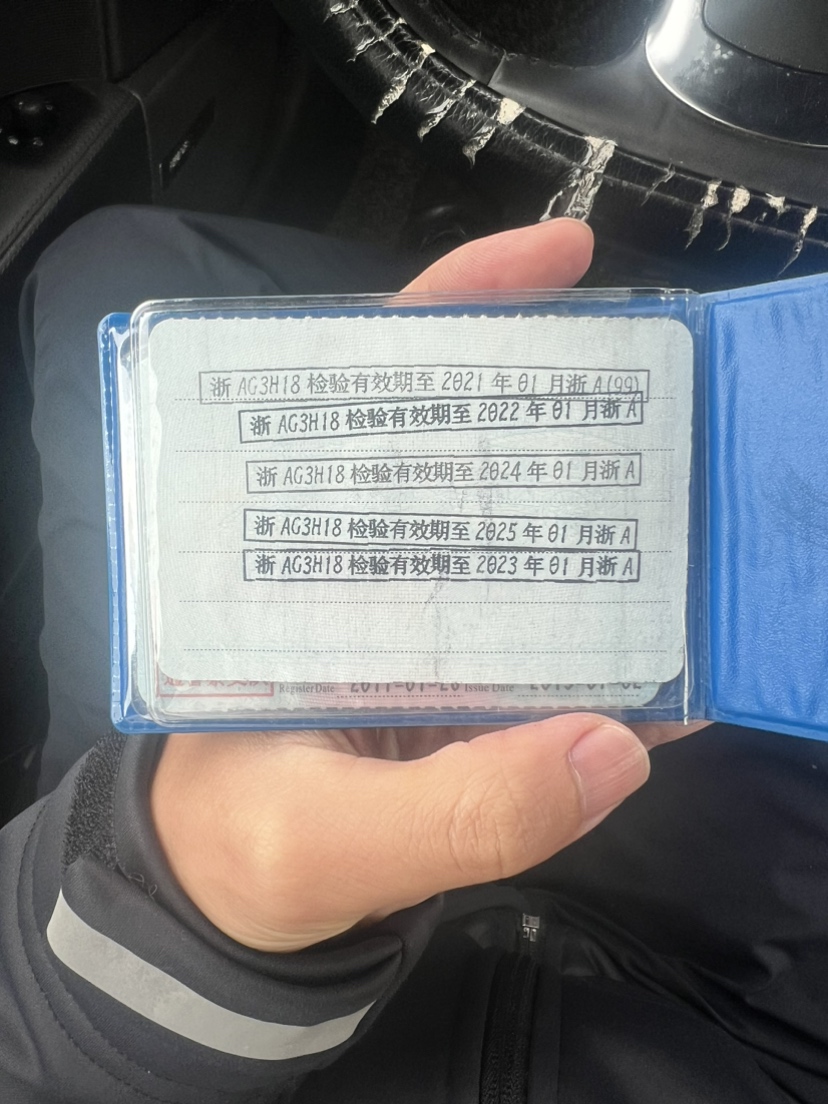 浙 AG3H18 检验有效期至 2021 年 01 月浙 A(99)
浙 AG3H18 检验有效期至 2022 年 01 月浙 A
浙 AG3H18 检验有效期至 2024 年 01 月浙 A
浙 AG3H18 检验有效期至 2025 年 01 月浙 A
浙 AG3H18 检验有效期至 2023 年 01 月浙 A
Register Date 2011-01-26 Issue Date